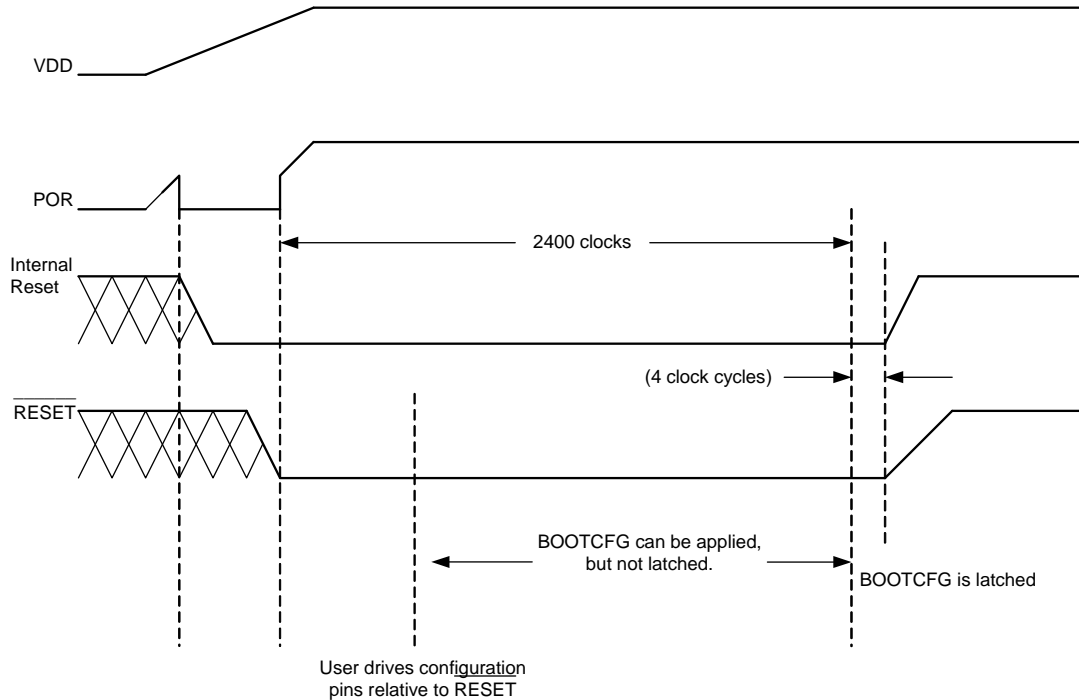 VDD
POR
2400 clocks
Internal
Reset
(4 clock cycles)
RESET
BOOTCFG can be applied,
but not latched.
BOOTCFG is latched
User drives configuration
pins relative to RESET